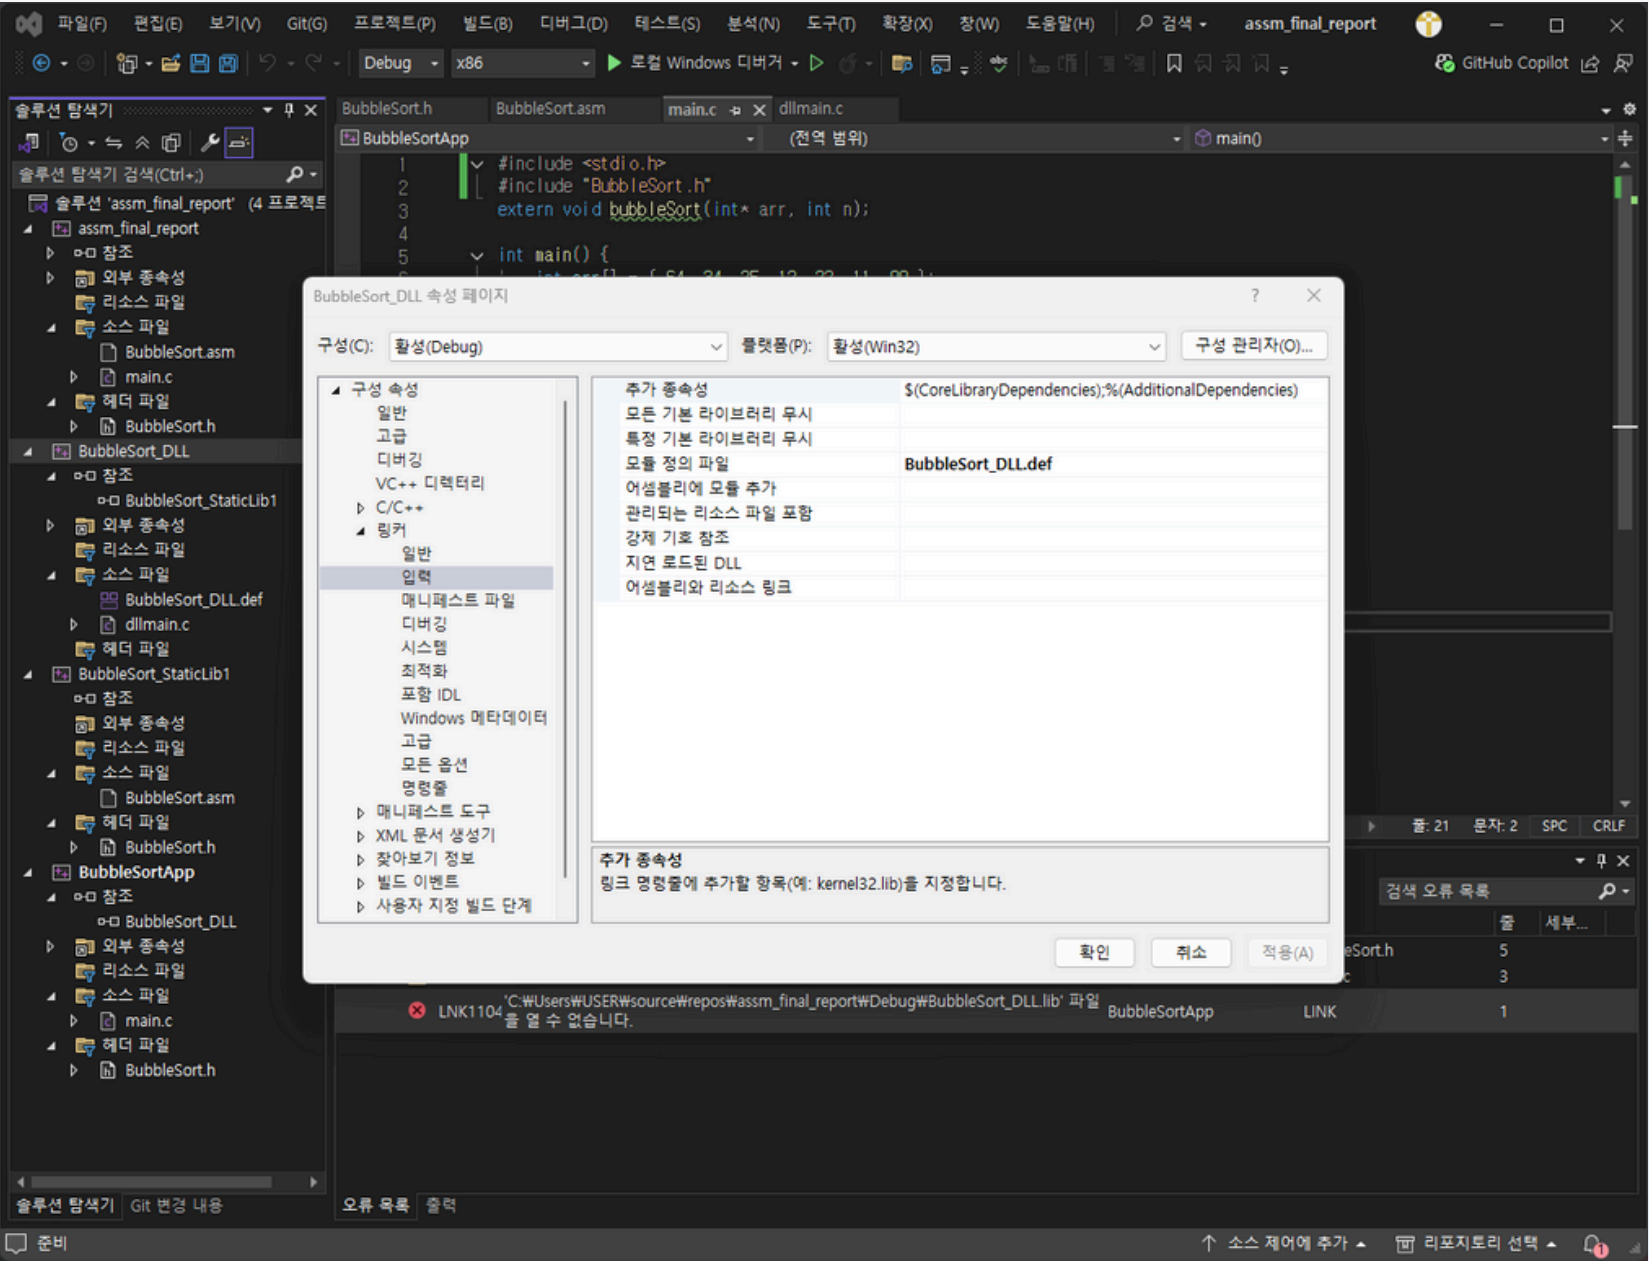 파일(F) 편집(E) 보기(V) Git(G) 프로젝트(P) 빌드(B) 디버그(D) 테스트(S) 분석(N) 도구(T) 확장(X) 창(W) 도움말(H) 검색 assm_final_report
Debug x86 로컬 Windows 디버거 GitHub Copilot
솔루션 탐색기
솔루션 탐색기 검색(Ctrl+;)
솔루션 'assm_final_report' (4 프로젝트
assm_final_report
참조
외부 종속성
리소스 파일
소스 파일
BubbleSort.asm
main.c
헤더 파일
BubbleSort.h
BubbleSort_DLL
참조
BubbleSort_StaticLib1
외부 종속성
리소스 파일
소스 파일
BubbleSort_DLL.def
dllmain.c
헤더 파일
BubbleSort_StaticLib1
참조
외부 종속성
리소스 파일
소스 파일
BubbleSort.asm
헤더 파일
BubbleSort.h
BubbleSortApp
참조
BubbleSort_DLL
외부 종속성
리소스 파일
소스 파일
main.c
헤더 파일
BubbleSort.h
솔루션 탐색기 Git 변경 내용
BubbleSort.h BubbleSort.asm main.c dllmain.c
BubbleSortApp (전역 범위) main()
1 #include <stdio.h>
2 #include "BubbleSort.h"
3 extern void bubbleSort(int* arr, int n);
4
5 int main() {
int arr[] = { 64, 34, 25, 12, 22, 11, 90 };
BubbleSort_DLL 속성 페이지 ?
구성(C): 활성(Debug) 플랫폼(P): 활성(Win32) 구성 관리자(O)...
구성 속성
일반
고급
디버깅
VC++ 디렉터리
C/C++
링커
일반
입력
매니페스트 파일
디버깅
시스템
최적화
포함 IDL
Windows 메타데이터
고급
모든 옵션
명령줄
매니페스트 도구
XML 문서 생성기
찾아보기 정보
빌드 이벤트
사용자 지정 빌드 단계
추가 종속성 $(CoreLibraryDependencies);%(AdditionalDependencies)
모든 기본 라이브러리 무시
특정 기본 라이브러리 무시
모듈 정의 파일 BubbleSort_DLL.def
어셈블리에 모듈 추가
관리되는 리소스 파일 포함
강제 기호 참조
지연 로드된 DLL
어셈블리와 리소스 링크
추가 종속성
링크 명령줄에 추가할 항목(예: kernel32.lib)을 지정합니다.
확인 취소 적용(A)
줄: 21 문자: 2 SPC CRLF
검색 오류 목록
줄 세부...
eSort.h 5
c 3
LNK1104 'C:₩Users₩USER₩source₩repos₩assm_final_report₩Debug₩BubbleSort_DLL.lib' 파일 BubbleSortApp LINK 1
을 열 수 없습니다.
오류 목록 출력
준비 소스 제어에 추가 리포지토리 선택 1